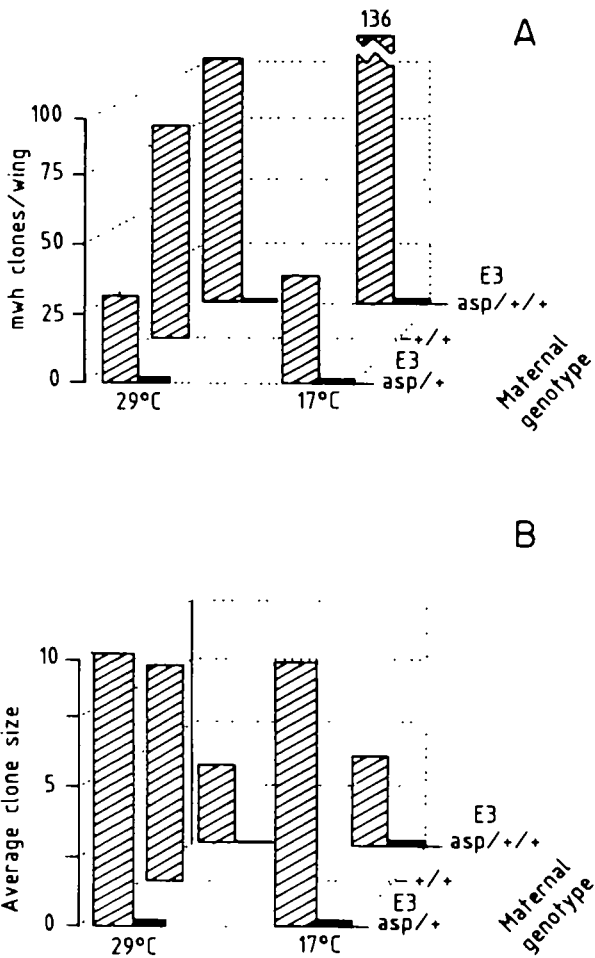 136
A
100
75
50
25
0
mwh clones/wing
E3
asp/+/+
–+/+
E3
asp/+
29°C
17°C
Maternal
genotype
B
10
5
0
Average clone size
E3
asp/+/+
–+/+
E3
asp/+
29°C
17°C
Maternal
genotype